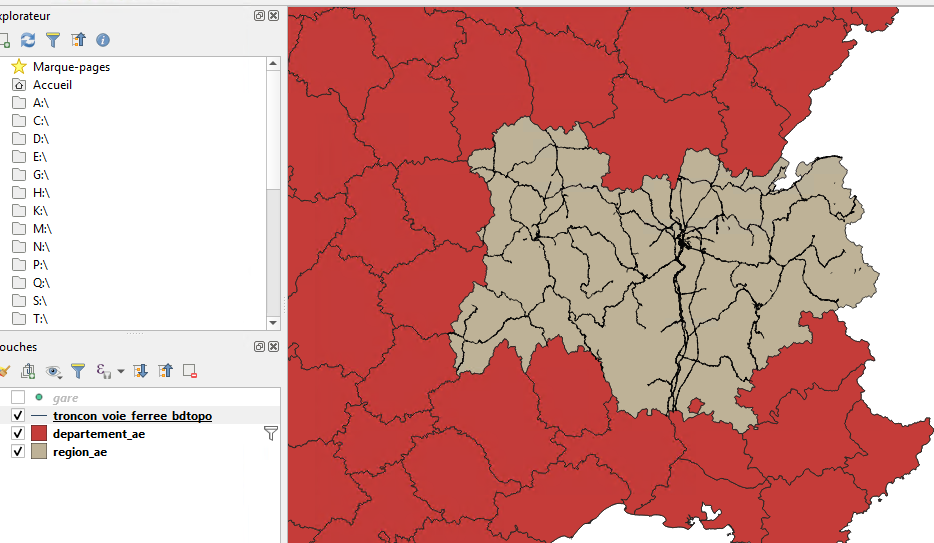 xplorateur
Marque-pages
Accueil
A:\
C:\
D:\
E:\
G:\
H:\
K:\
M:\
N:\
P:\
Q:\
S:\
T:\
ouches
gare
troncon_voie_ferree_bdtopo
departement_ae
region_ae